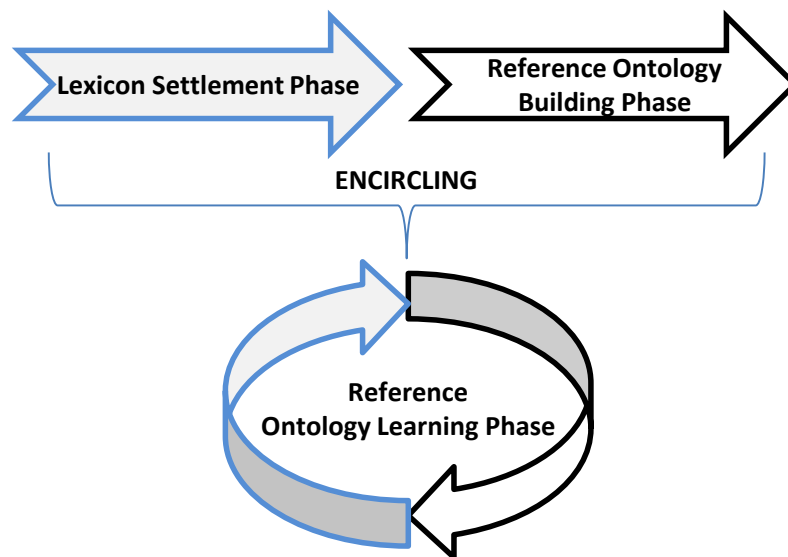 Lexicon Settlement Phase
Reference Ontology
Building Phase
ENCIRCLING
Reference
Ontology Learning Phase